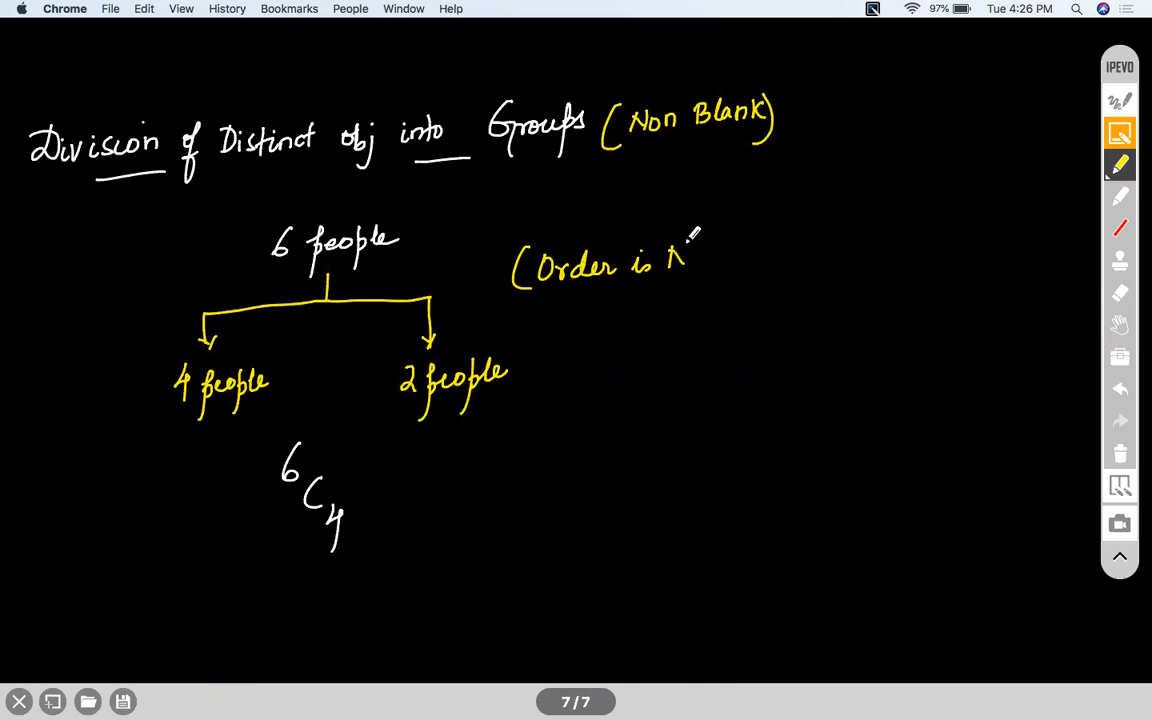 Chrome File Edit View History Bookmarks People Window Help 97% Tue 4:26 PM
IPEVO
Division of Distinct obj into Groups (Non Blank)
6 people
(Order is N
4 people 2 people
6C4
7 / 7